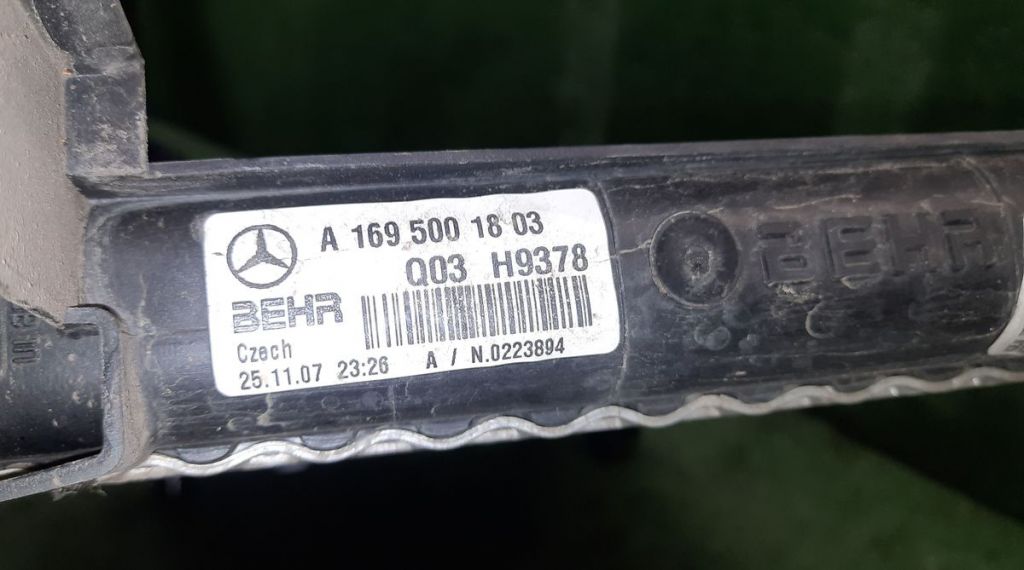 A 169 500 18 03
Q03 H9378
BEHR
Czech
25.11.07 23:26 A / N.0223894
BEHR